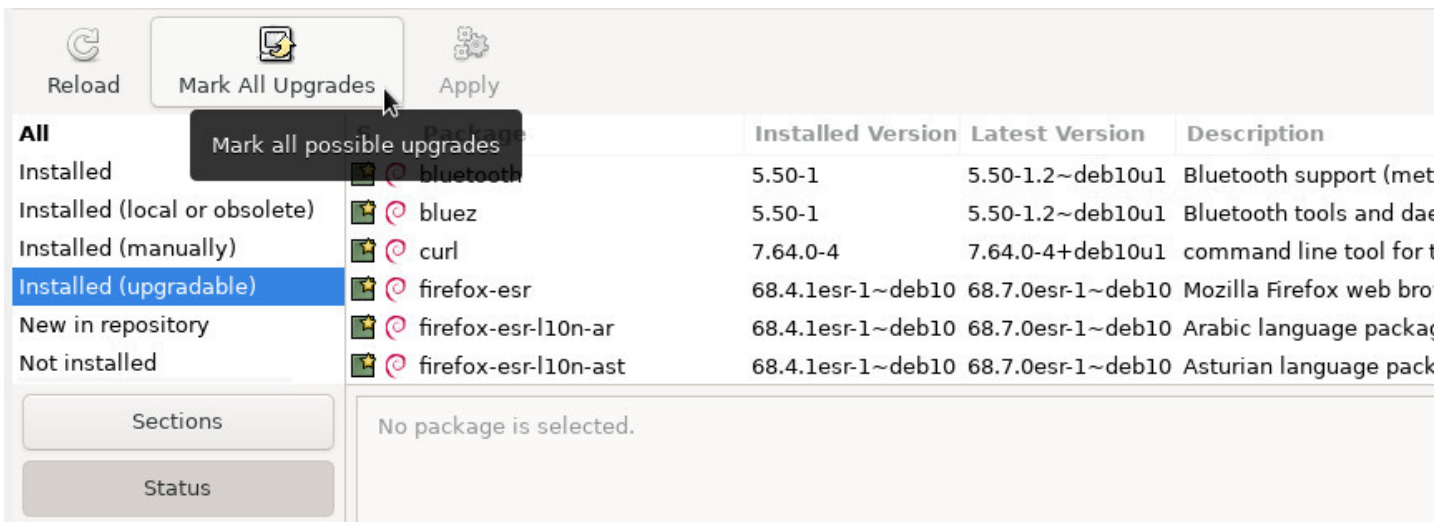 Reload Mark All Upgrades Apply
Mark all possible upgrades
All S Package Installed Version Latest Version Description
Installed bluetooth 5.50-1 5.50-1.2~deb10u1 Bluetooth support (met
Installed (local or obsolete) bluez 5.50-1 5.50-1.2~deb10u1 Bluetooth tools and dae
Installed (manually) curl 7.64.0-4 7.64.0-4+deb10u1 command line tool for t
Installed (upgradable) firefox-esr 68.4.1esr-1~deb10 68.7.0esr-1~deb10 Mozilla Firefox web bro
New in repository firefox-esr-l10n-ar 68.4.1esr-1~deb10 68.7.0esr-1~deb10 Arabic language packag
Not installed firefox-esr-l10n-ast 68.4.1esr-1~deb10 68.7.0esr-1~deb10 Asturian language pack
Sections No package is selected.
Status